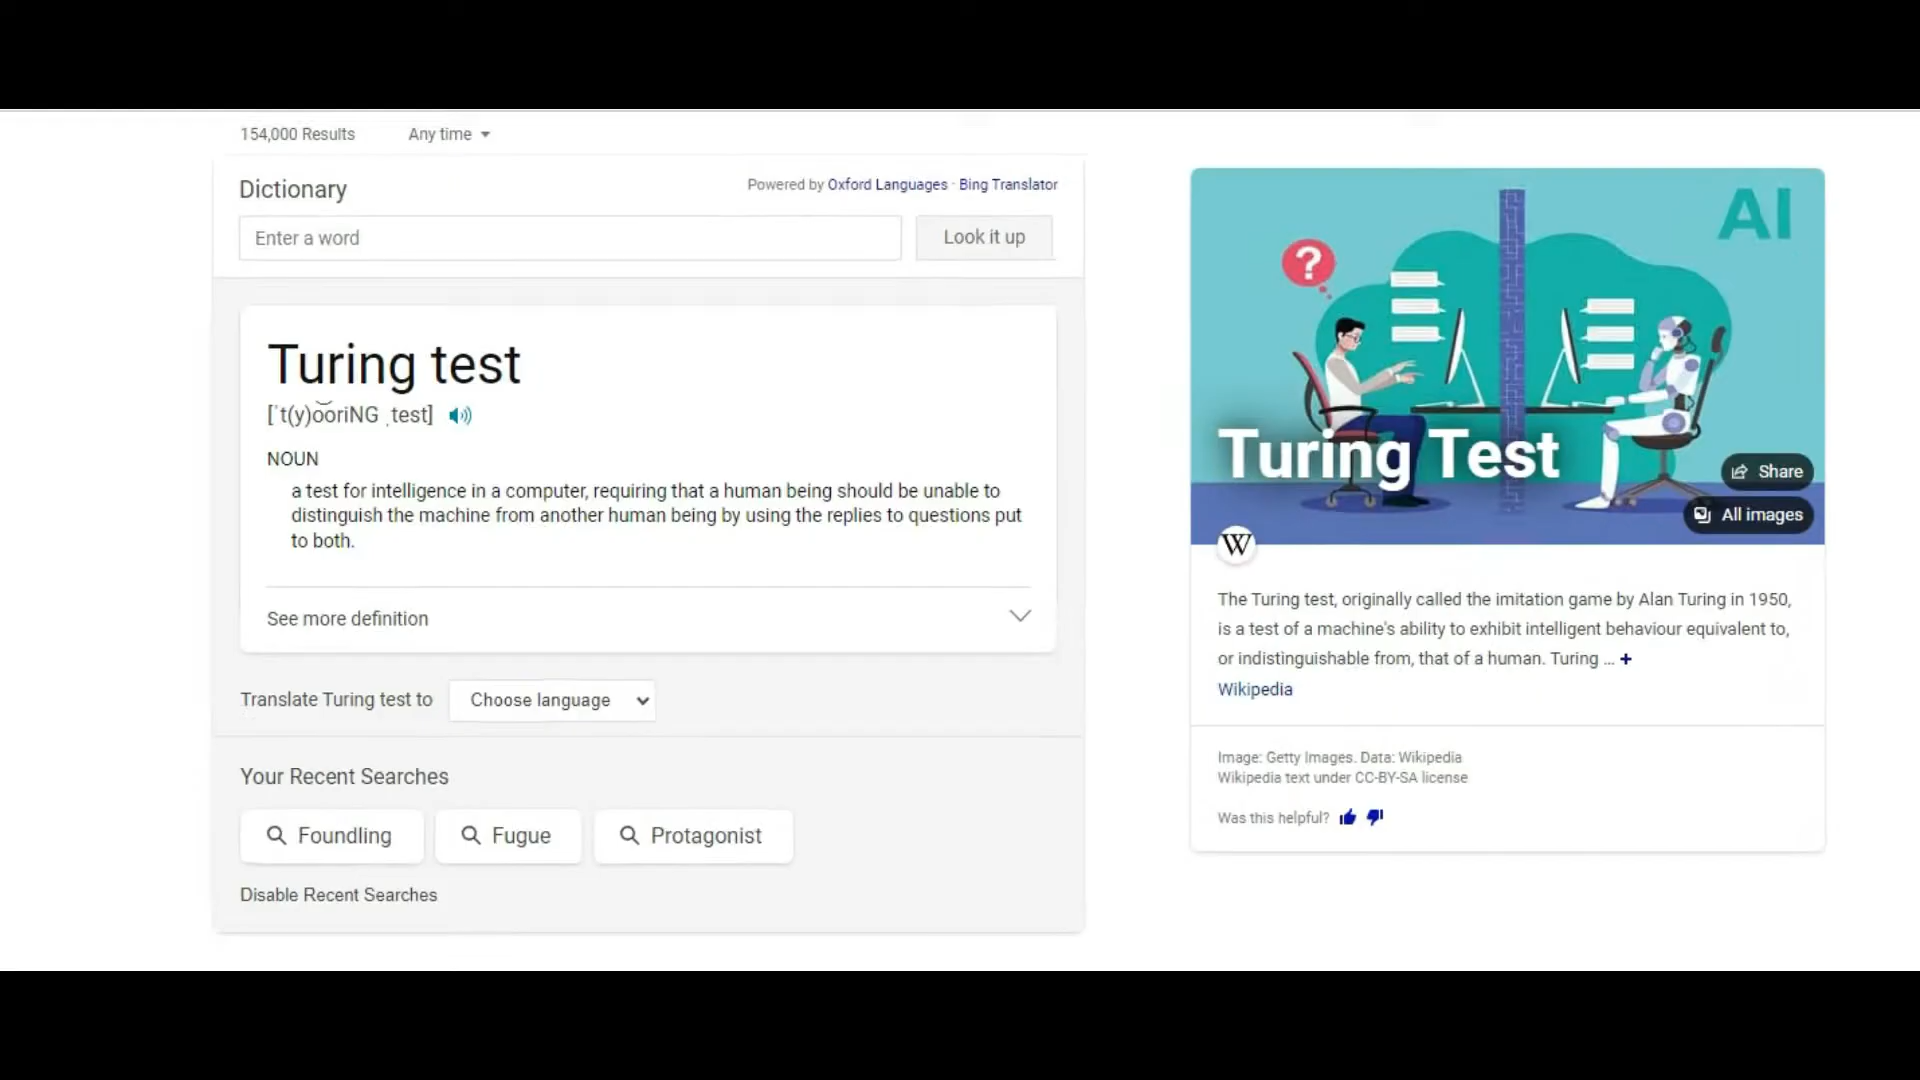 154,000 Results Any time
Dictionary
Powered by Oxford Languages · Bing Translator
Enter a word
Look it up
Turing test
[ˈt(y)o͝oriNG ˌtest]
NOUN
a test for intelligence in a computer, requiring that a human being should be unable to
distinguish the machine from another human being by using the replies to questions put
to both.
See more definition
Translate Turing test to Choose language
Your Recent Searches
Foundling Fugue Protagonist
Disable Recent Searches
AI
?
Turing Test
Share
All images
W
The Turing test, originally called the imitation game by Alan Turing in 1950,
is a test of a machine's ability to exhibit intelligent behaviour equivalent to,
or indistinguishable from, that of a human. Turing ... +
Wikipedia
Image: Getty Images. Data: Wikipedia
Wikipedia text under CC-BY-SA license
Was this helpful?